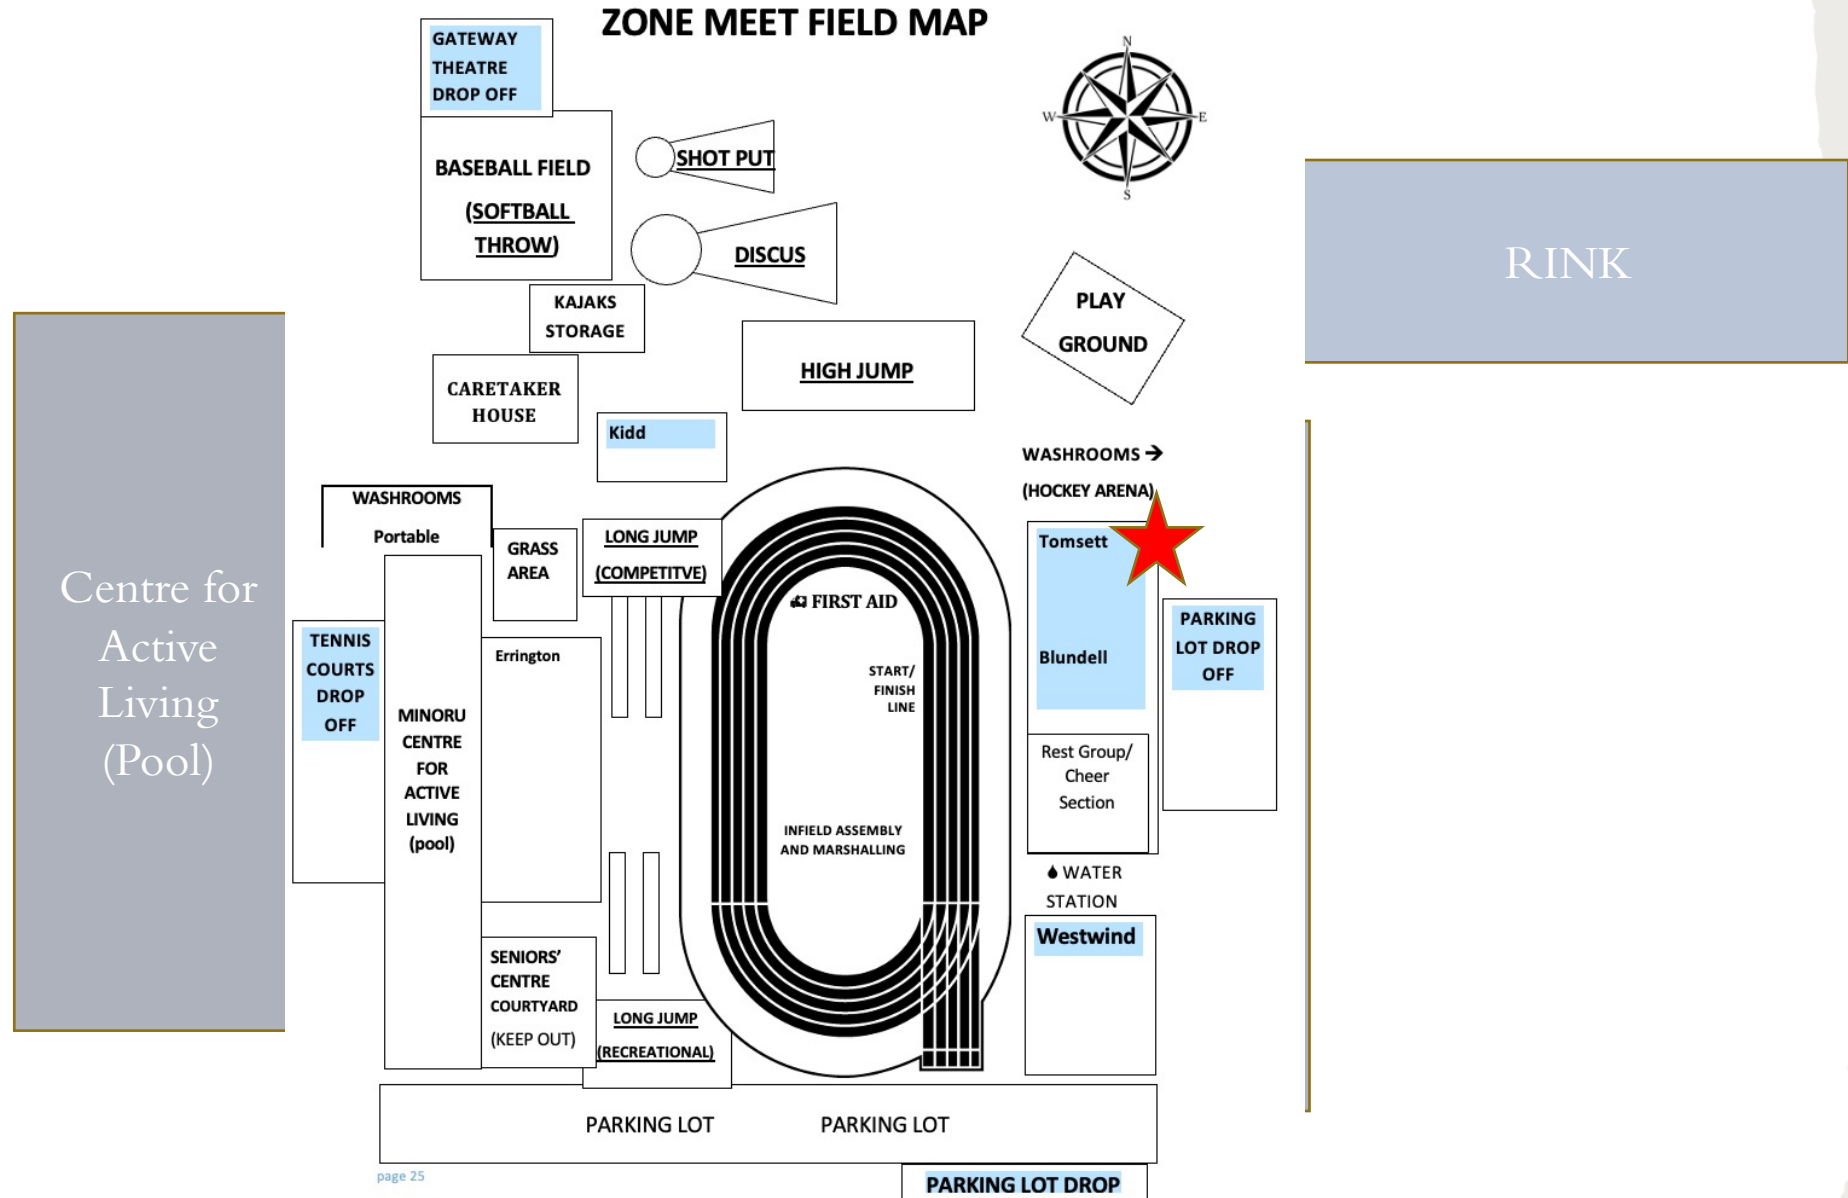 ZONE MEET FIELD MAP
GATEWAY
THEATRE
DROP OFF
N
W
E
S
BASEBALL FIELD
(SOFTBALL
THROW)
SHOT PUT
DISCUS
RINK
KAJAKS
STORAGE
PLAY
GROUND
HIGH JUMP
CARETAKER
HOUSE
Kidd
WASHROOMS →
(HOCKEY ARENA)
WASHROOMS
Portable
GRASS
AREA
LONG JUMP
(COMPETITVE)
Tomsett
FIRST AID
Centre for
Active
Living
(Pool)
TENNIS
COURTS
DROP
OFF
Errington
START/
FINISH
LINE
Blundell
PARKING
LOT DROP
OFF
MINORU
CENTRE
FOR
ACTIVE
LIVING
(pool)
Rest Group/
Cheer
Section
INFIELD ASSEMBLY
AND MARSHALLING
WATER
STATION
Westwind
SENIORS'
CENTRE
COURTYARD
(KEEP OUT)
LONG JUMP
(RECREATIONAL)
PARKING LOT PARKING LOT
page 25
PARKING LOT DROP